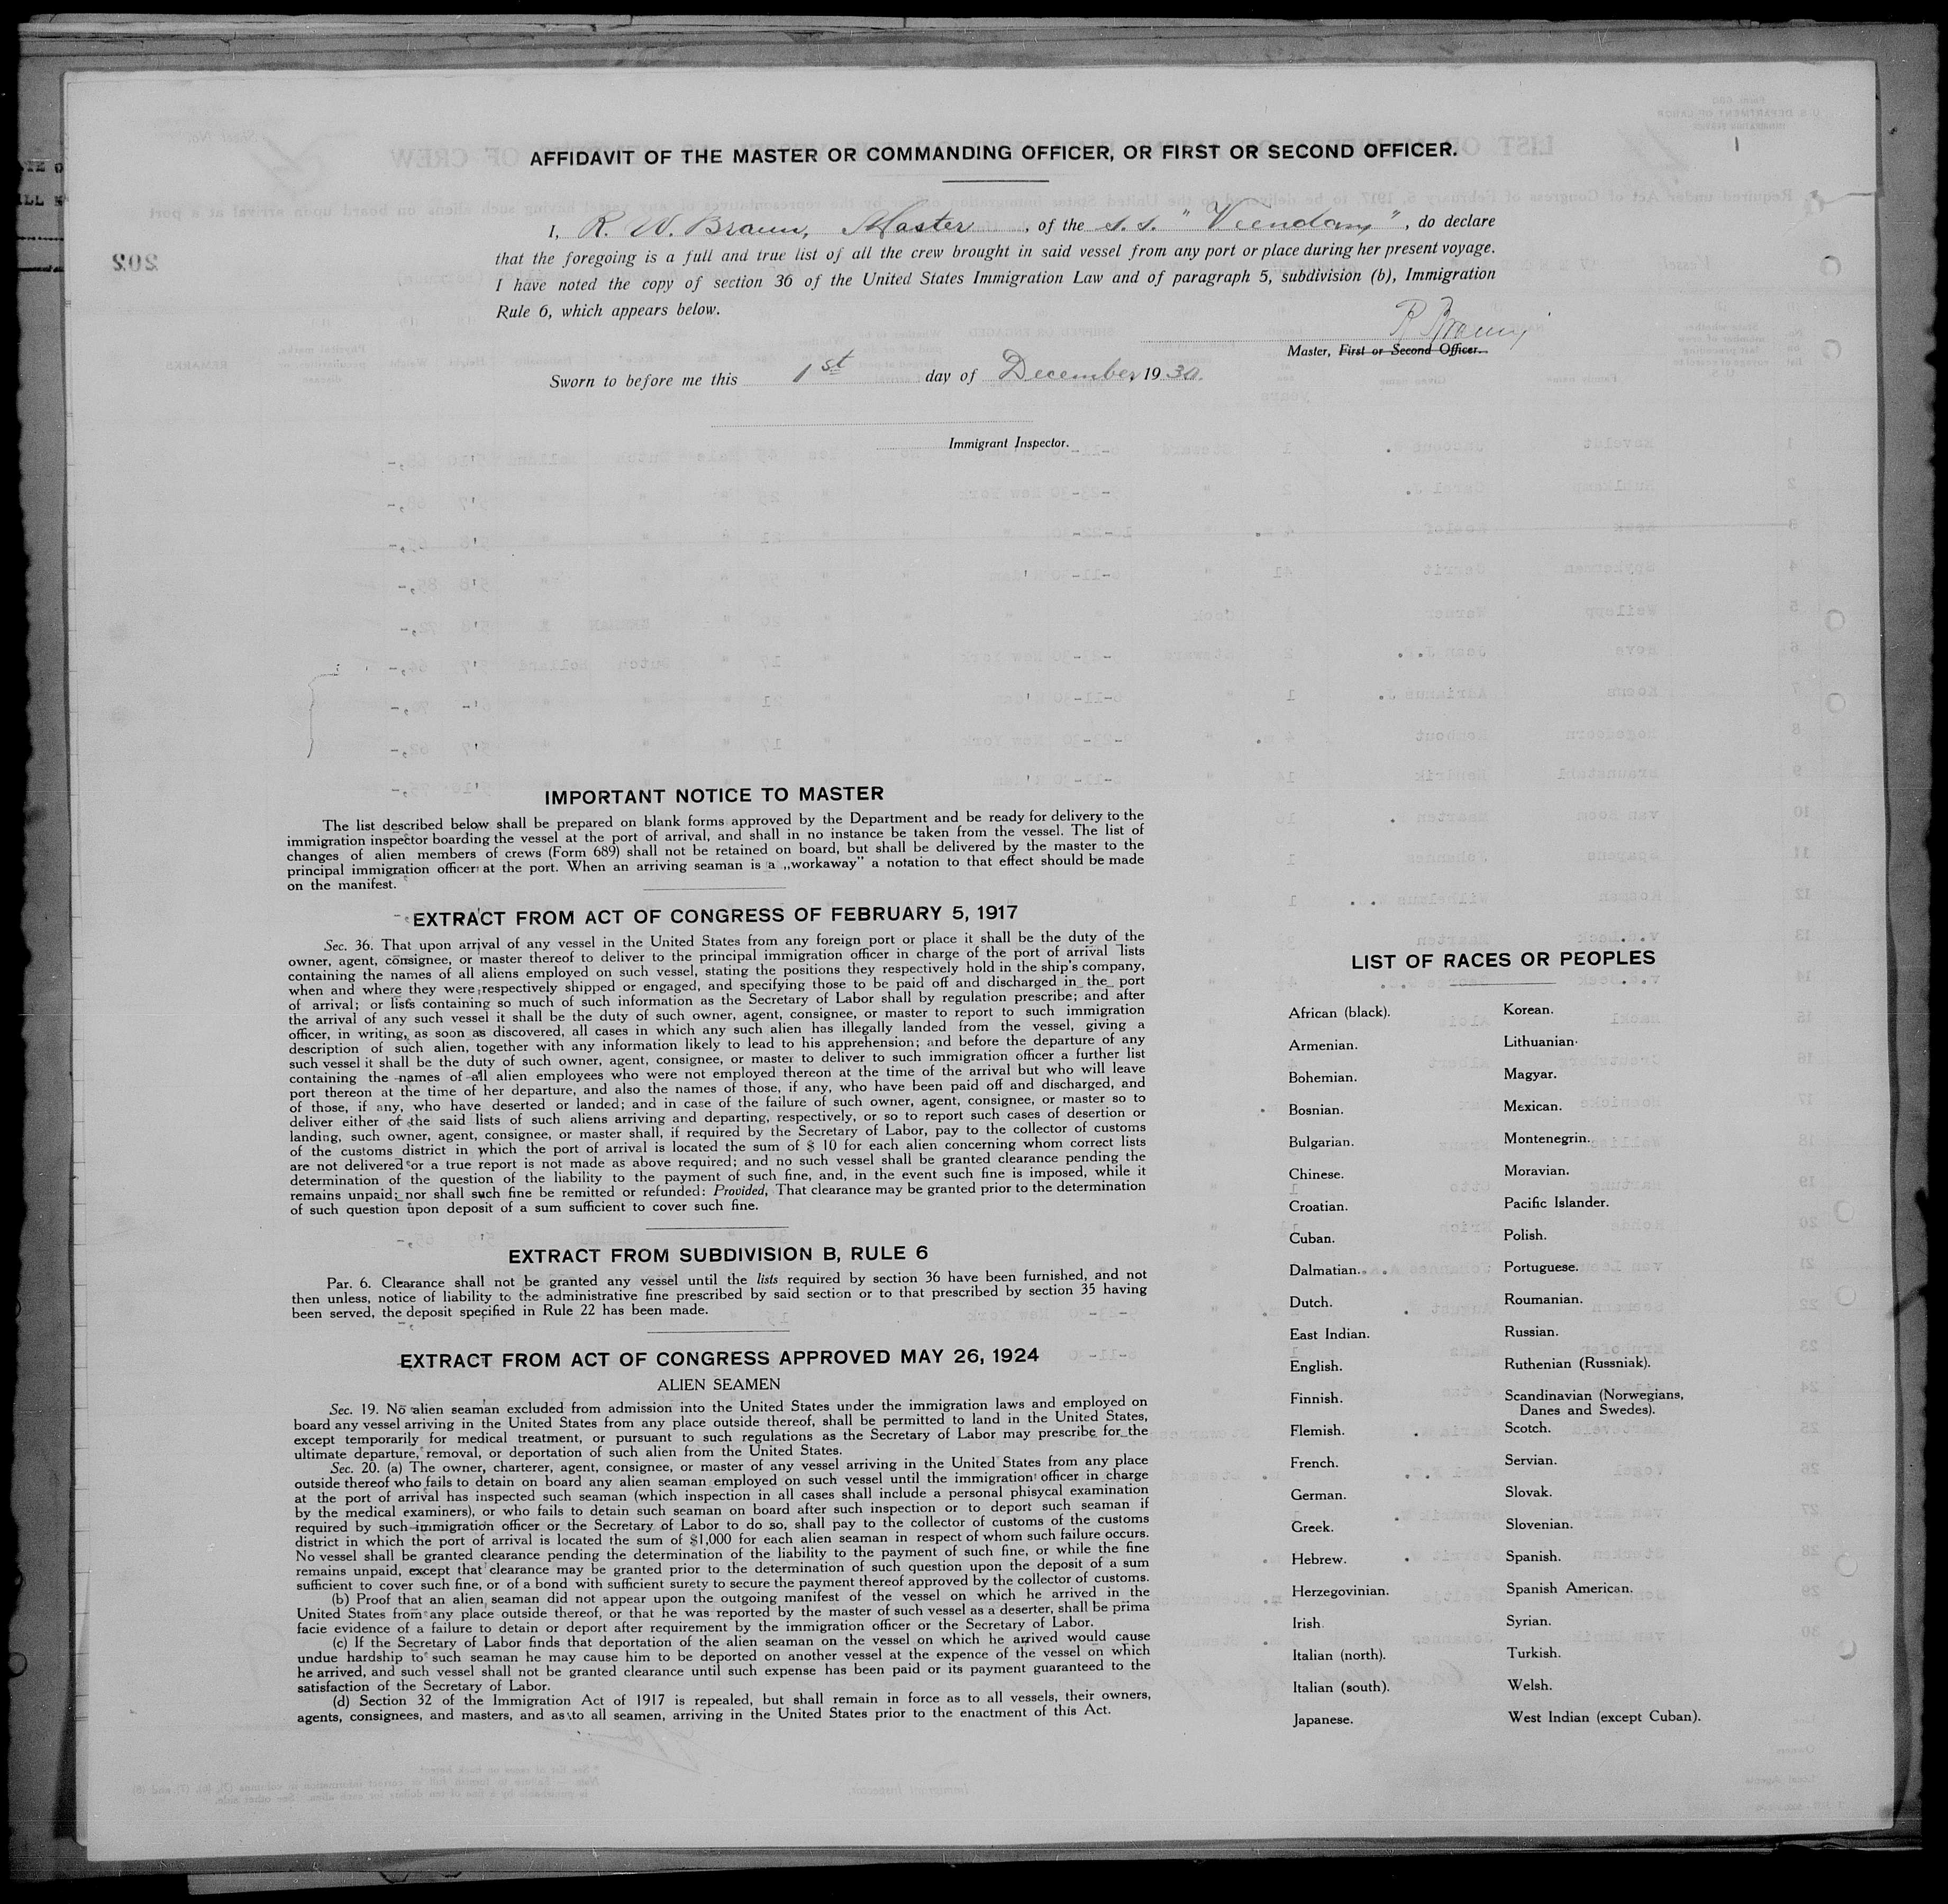 AFFIDAVIT OF THE MASTER OR COMMANDING OFFICER, OR FIRST OR SECOND OFFICER.
I, R. W. Braun, Master, of the s.s. "Veendam", do declare
that the foregoing is a full and true list of all the crew brought in said vessel from any port or place during her present voyage.
I have noted the copy of section 36 of the United States Immigration Law and of paragraph 5, subdivision (b), Immigration
Rule 6, which appears below.
R Braun
Master, First or Second Officer.
Sworn to before me this 1st day of December, 1930.
Immigrant Inspector.
IMPORTANT NOTICE TO MASTER
The list described below shall be prepared on blank forms approved by the Department and be ready for delivery to the
immigration inspector boarding the vessel at the port of arrival, and shall in no instance be taken from the vessel. The list of
changes of alien members of crews (Form 689) shall not be retained on board, but shall be delivered by the master to the
principal immigration officer at the port. When an arriving seaman is a „workaway” a notation to that effect should be made
on the manifest.
EXTRACT FROM ACT OF CONGRESS OF FEBRUARY 5, 1917
Sec. 36. That upon arrival of any vessel in the United States from any foreign port or place it shall be the duty of the
owner, agent, consignee, or master thereof to deliver to the principal immigration officer in charge of the port of arrival lists
containing the names of all aliens employed on such vessel, stating the positions they respectively hold in the ship's company,
when and where they were respectively shipped or engaged, and specifying those to be paid off and discharged in the port
of arrival; or lists containing so much of such information as the Secretary of Labor shall by regulation prescribe; and after
the arrival of any such vessel it shall be the duty of such owner, agent, consignee, or master to report to such immigration
officer, in writing, as soon as discovered, all cases in which any such alien has illegally landed from the vessel, giving a
description of such alien, together with any information likely to lead to his apprehension; and before the departure of any
such vessel it shall be the duty of such owner, agent, consignee, or master to deliver to such immigration officer a further list
containing the names of all alien employees who were not employed thereon at the time of the arrival but who will leave
port thereon at the time of her departure, and also the names of those, if any, who have been paid off and discharged, and
of those, if any, who have deserted or landed; and in case of the failure of such owner, agent, consignee, or master so to
deliver either of the said lists of such aliens arriving and departing, respectively, or so to report such cases of desertion or
landing, such owner, agent, consignee, or master shall, if required by the Secretary of Labor, pay to the collector of customs
of the customs district in which the port of arrival is located the sum of $ 10 for each alien concerning whom correct lists
are not delivered or a true report is not made as above required; and no such vessel shall be granted clearance pending the
determination of the question of the liability to the payment of such fine, and, in the event such fine is imposed, while it
remains unpaid; nor shall such fine be remitted or refunded: Provided, That clearance may be granted prior to the determination
of such question upon deposit of a sum sufficient to cover such fine.
EXTRACT FROM SUBDIVISION B, RULE 6
Par. 6. Clearance shall not be granted any vessel until the lists required by section 36 have been furnished, and not
then unless, notice of liability to the administrative fine prescribed by said section or to that prescribed by section 35 having
been served, the deposit specified in Rule 22 has been made.
EXTRACT FROM ACT OF CONGRESS APPROVED MAY 26, 1924
ALIEN SEAMEN
Sec. 19. No alien seaman excluded from admission into the United States under the immigration laws and employed on
board any vessel arriving in the United States from any place outside thereof, shall be permitted to land in the United States,
except temporarily for medical treatment, or pursuant to such regulations as the Secretary of Labor may prescribe for the
ultimate departure, removal, or deportation of such alien from the United States.
Sec. 20. (a) The owner, charterer, agent, consignee, or master of any vessel arriving in the United States from any place
outside thereof who fails to detain on board any alien seaman employed on such vessel until the immigration officer in charge
at the port of arrival has inspected such seaman (which inspection in all cases shall include a personal phisycal examination
by the medical examiners), or who fails to detain such seaman on board after such inspection or to deport such seaman if
required by such immigration officer or the Secretary of Labor to do so, shall pay to the collector of customs of the customs
district in which the port of arrival is located the sum of $1,000 for each alien seaman in respect of whom such failure occurs.
No vessel shall be granted clearance pending the determination of the liability to the payment of such fine, or while the fine
remains unpaid, except that clearance may be granted prior to the determination of such question upon the deposit of a sum
sufficient to cover such fine, or of a bond with sufficient surety to secure the payment thereof approved by the collector of customs.
(b) Proof that an alien seaman did not appear upon the outgoing manifest of the vessel on which he arrived in the
United States from any place outside thereof, or that he was reported by the master of such vessel as a deserter, shall be prima
facie evidence of a failure to detain or deport after requirement by the immigration officer or the Secretary of Labor.
(c) If the Secretary of Labor finds that deportation of the alien seaman on the vessel on which he arrived would cause
undue hardship to such seaman he may cause him to be deported on another vessel at the expence of the vessel on which
he arrived, and such vessel shall not be granted clearance until such expense has been paid or its payment guaranteed to the
satisfaction of the Secretary of Labor.
(d) Section 32 of the Immigration Act of 1917 is repealed, but shall remain in force as to all vessels, their owners,
agents, consignees, and masters, and as to all seamen, arriving in the United States prior to the enactment of this Act.
LIST OF RACES OR PEOPLES
African (black).
Armenian.
Bohemian.
Bosnian.
Bulgarian.
Chinese.
Croatian.
Cuban.
Dalmatian.
Dutch.
East Indian.
English.
Finnish.
Flemish.
French.
German.
Greek.
Hebrew.
Herzegovinian.
Irish.
Italian (north).
Italian (south).
Japanese.
Korean.
Lithuanian.
Magyar.
Mexican.
Montenegrin.
Moravian.
Pacific Islander.
Polish.
Portuguese.
Roumanian.
Russian.
Ruthenian (Russniak).
Scandinavian (Norwegians,
Danes and Swedes).
Scotch.
Servian.
Slovak.
Slovenian.
Spanish.
Spanish American.
Syrian.
Turkish.
Welsh.
West Indian (except Cuban).